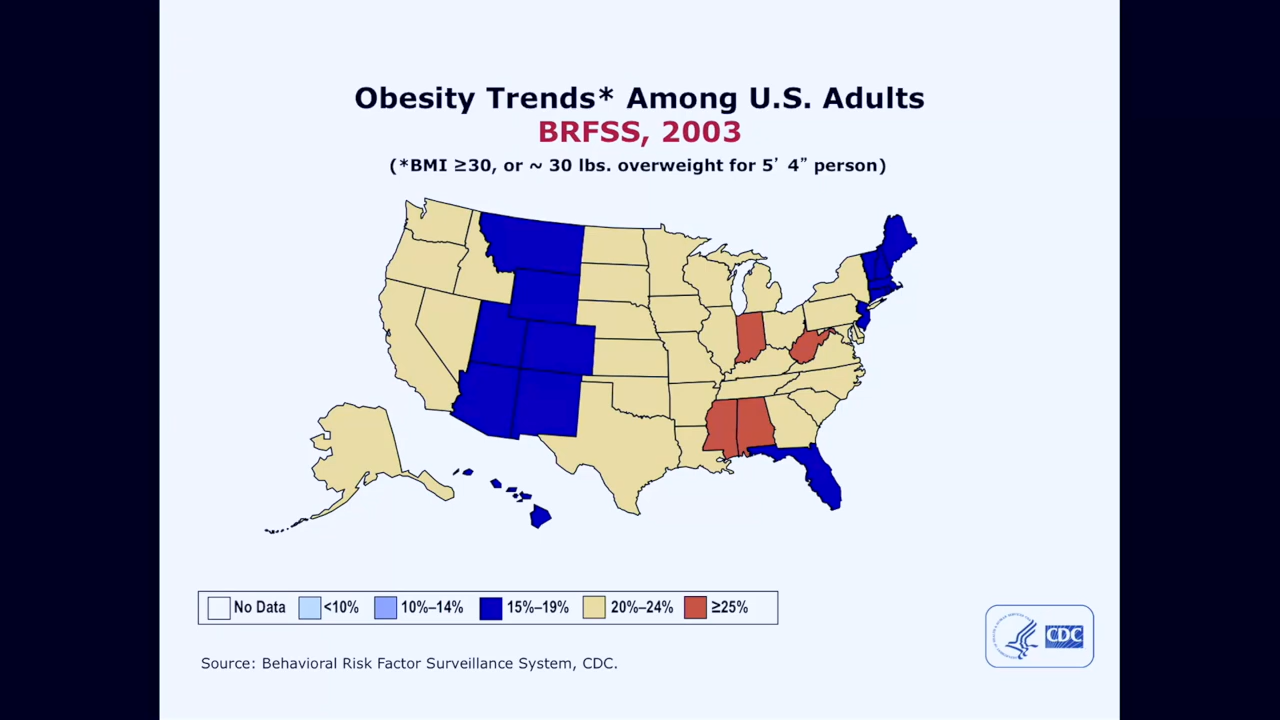 Obesity Trends* Among U.S. Adults
BRFSS, 2003
(*BMI ≥30, or ~ 30 lbs. overweight for 5’ 4” person)
No Data <10% 10%–14% 15%–19% 20%–24% ≥25%
CDC
Source: Behavioral Risk Factor Surveillance System, CDC.